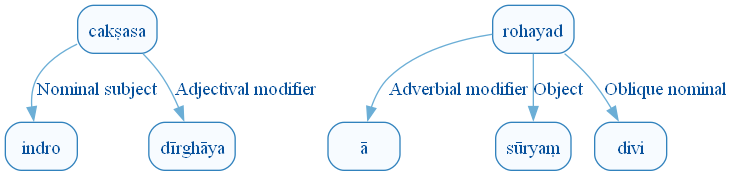 cakṣasa rohayad
Nominal subject Adjectival modifier Adverbial modifier Object Oblique nominal
indro dīrghāya ā sūryaṃ divi